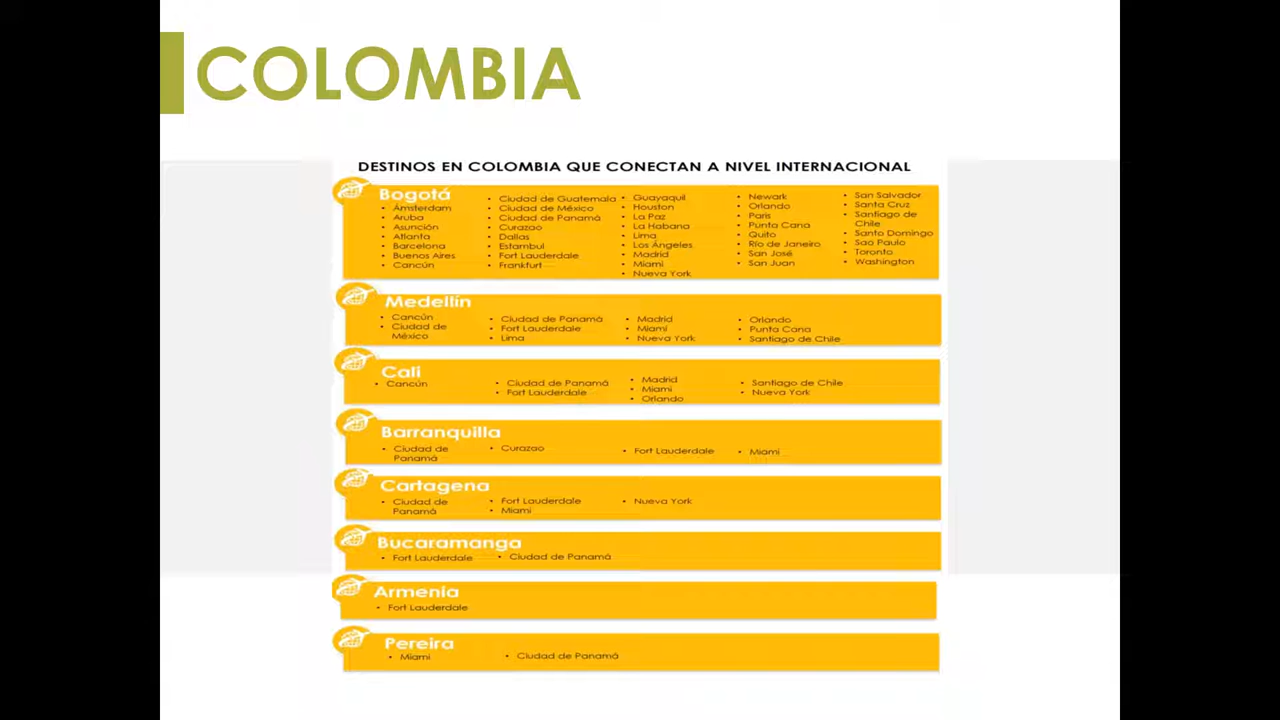 COLOMBIA
DESTINOS EN COLOMBIA QUE CONECTAN A NIVEL INTERNACIONAL
Bogotá
• Ámsterdam
• Aruba
• Asunción
• Atlanta
• Barcelona
• Buenos Aires
• Cancún
• Ciudad de Guatemala
• Ciudad de México
• Ciudad de Panamá
• Curazao
• Dallas
• Estambul
• Fort Lauderdale
• Frankfurt
• Guayaquil
• Houston
• La Paz
• La Habana
• Lima
• Los Ángeles
• Madrid
• Miami
• Nueva York
• Newark
• Orlando
• Paris
• Punta Cana
• Quito
• Río de Janeiro
• San José
• San Juan
• San Salvador
• Santa Cruz
• Santiago de
Chile
• Santo Domingo
• Sao Paulo
• Toronto
• Washington
Medellín
• Cancún
• Ciudad de
México
• Ciudad de Panamá
• Fort Lauderdale
• Lima
• Madrid
• Miami
• Nueva York
• Orlando
• Punta Cana
• Santiago de Chile
Cali
• Cancún
• Ciudad de Panamá
• Fort Lauderdale
• Madrid
• Miami
• Orlando
• Santiago de Chile
• Nueva York
Barranquilla
• Ciudad de
Panamá
• Curazao
• Fort Lauderdale
• Miami
Cartagena
• Ciudad de
Panamá
• Fort Lauderdale
• Miami
• Nueva York
Bucaramanga
• Fort Lauderdale
• Ciudad de Panamá
Armenia
• Fort Lauderdale
Pereira
• Miami
• Ciudad de Panamá